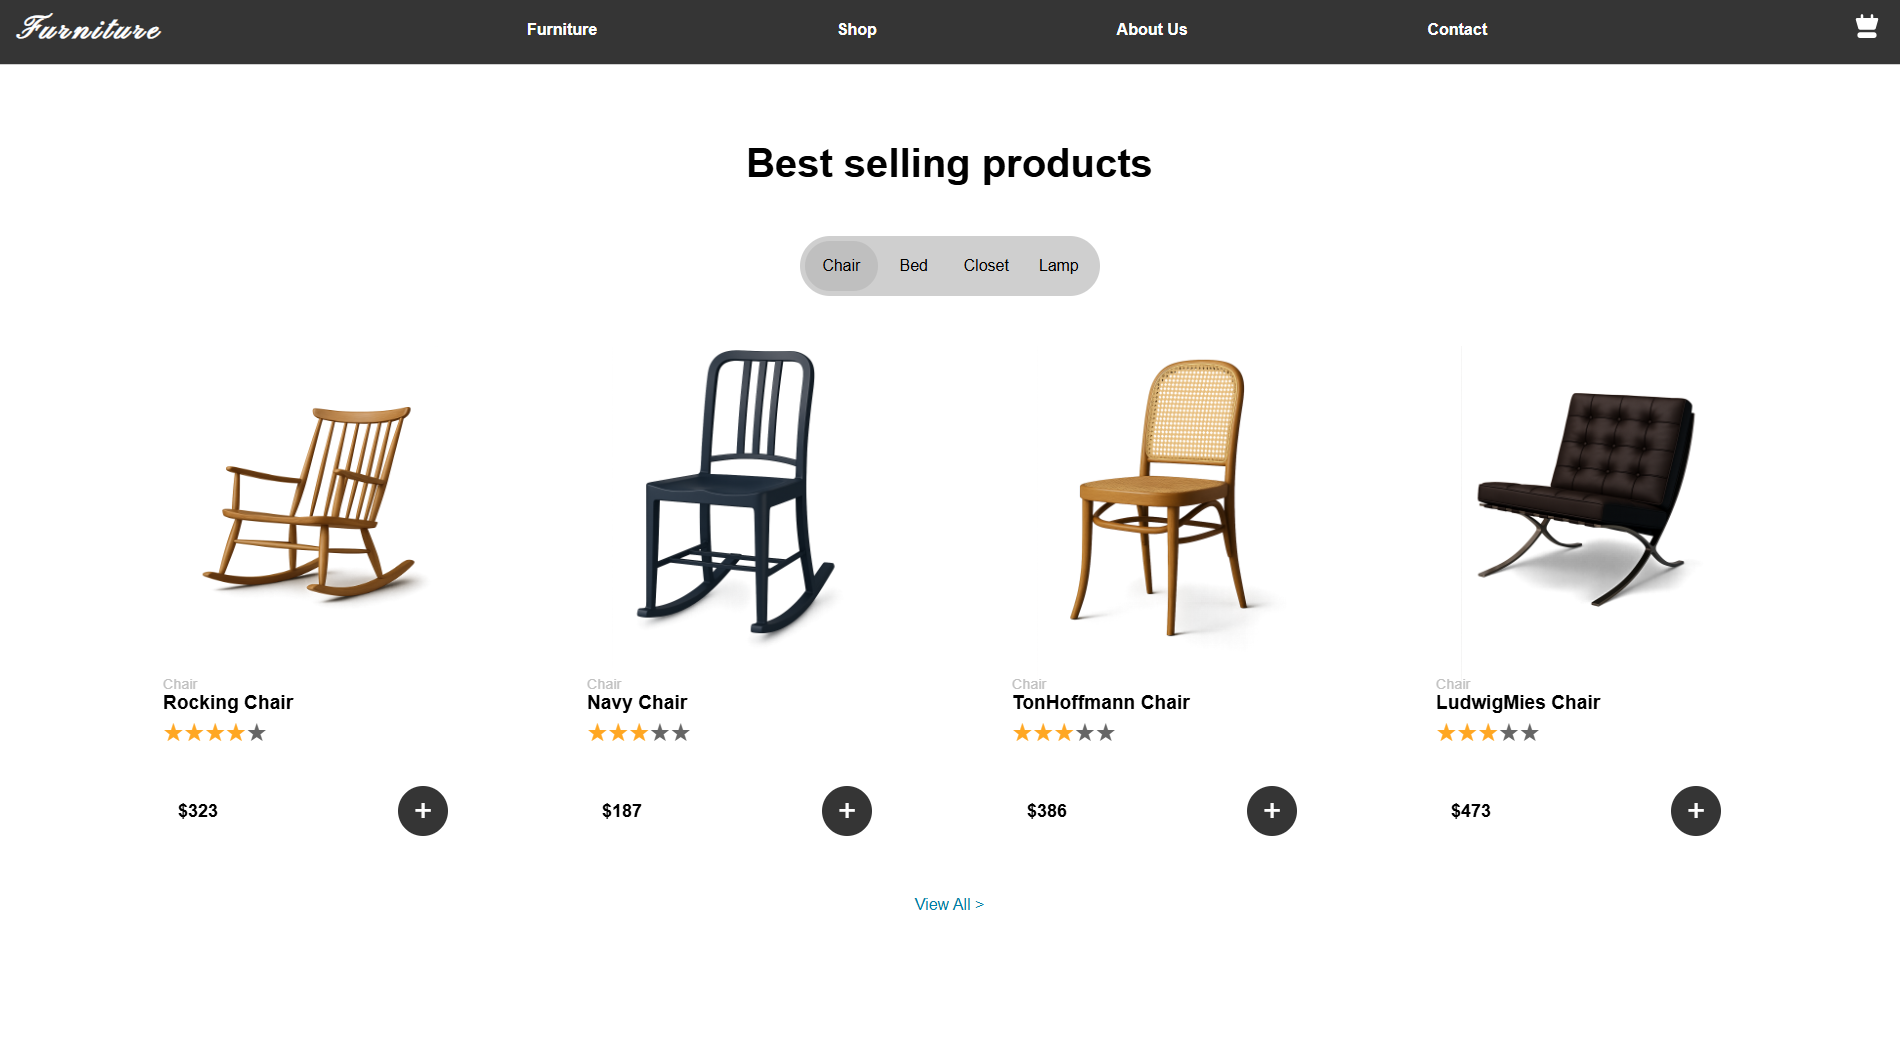 Furniture
Furniture Shop About Us Contact
Best selling products
Chair Bed Closet Lamp
Chair
Rocking Chair
$323
+
Chair
Navy Chair
$187
+
Chair
TonHoffmann Chair
$386
+
Chair
LudwigMies Chair
$473
+
View All >